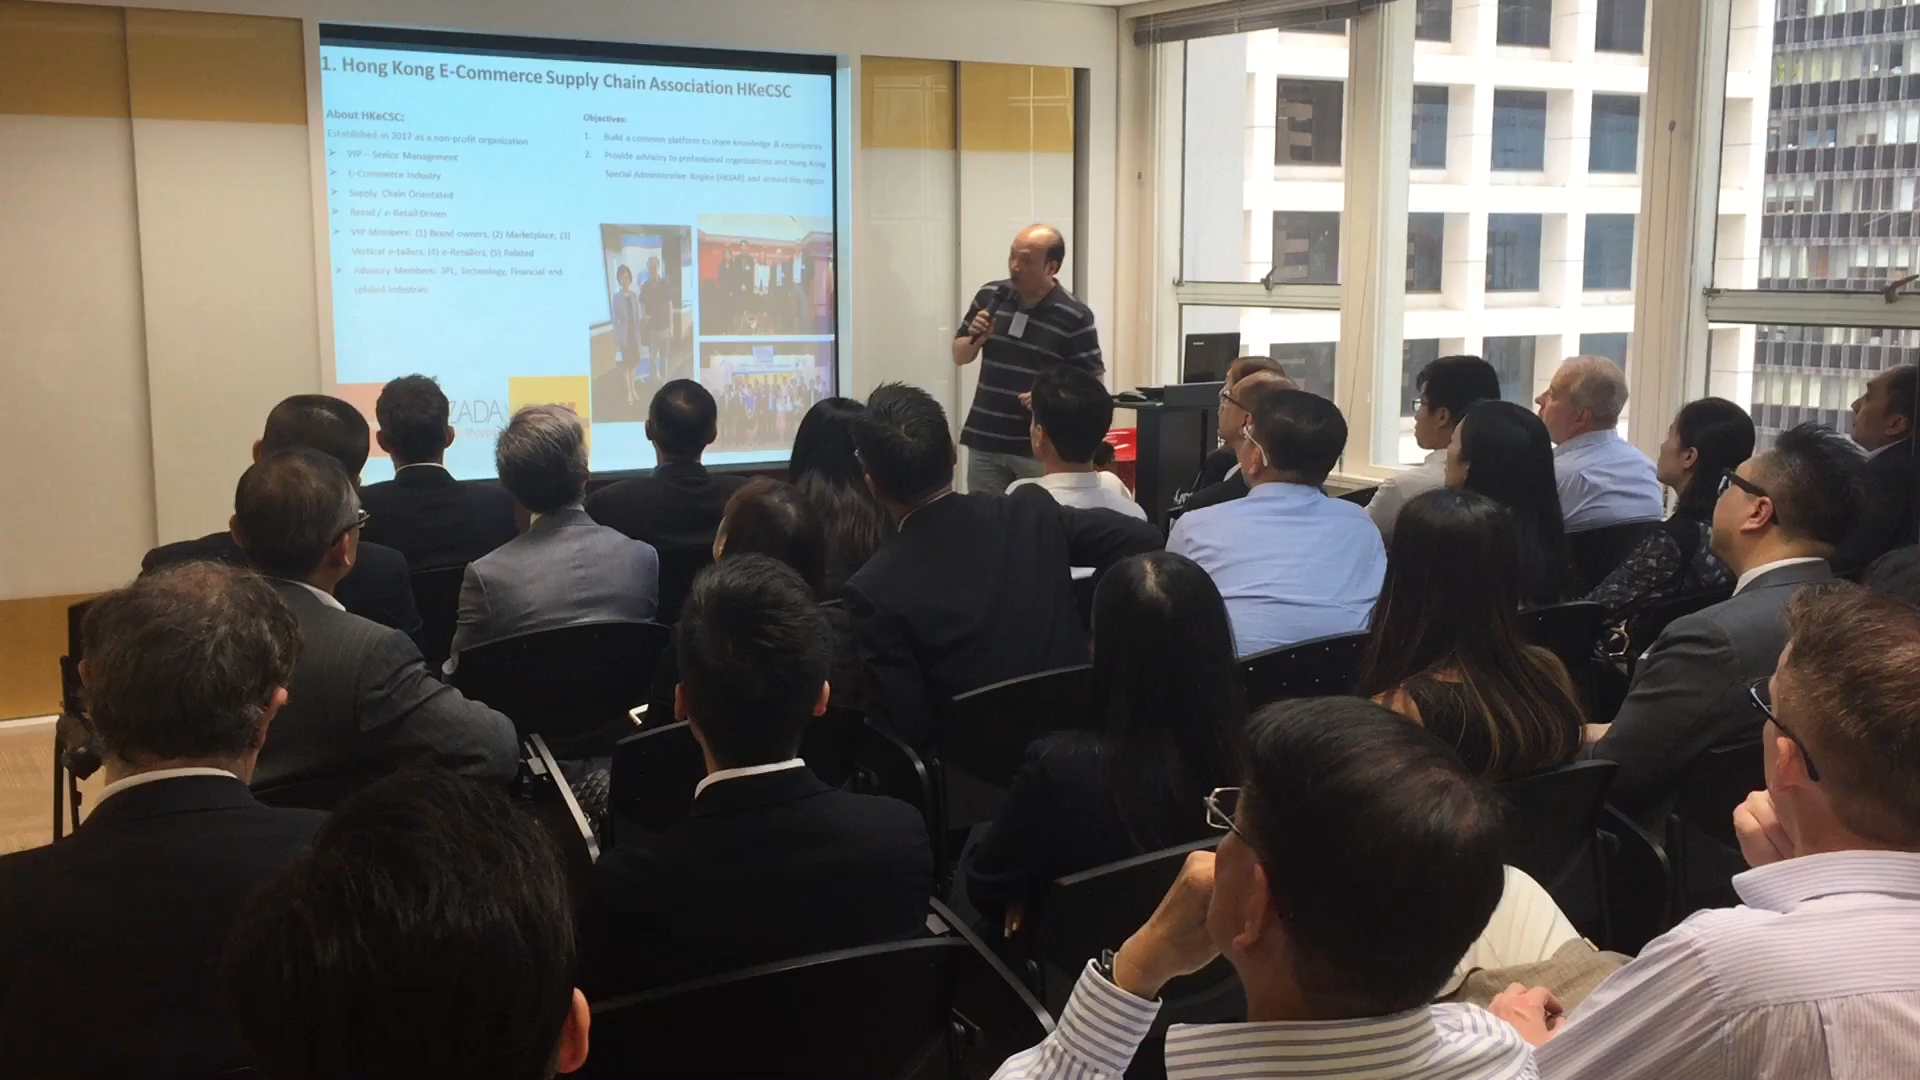 1. Hong Kong E-Commerce Supply Chain Association HKeCSC
About HKeCSC:
Established in 2017 as a non-profit organization
VIP – Senior Management
E-Commerce Industry
Supply Chain Orientated
Retail / e-Retail Driven
VIP Members: (1) Brand owners, (2) Marketplace, (3)
Vertical e-tailers, (4) e-Retailers, (5) Related
Advisory Members: 3PL, Technology, Financial and
related industries
Objectives:
1. Build a common platform to share knowledge & experiences
2. Provide advisory to professional organizations and Hong Kong
Special Administrative Region (HKSAR) and around the region
ZADA